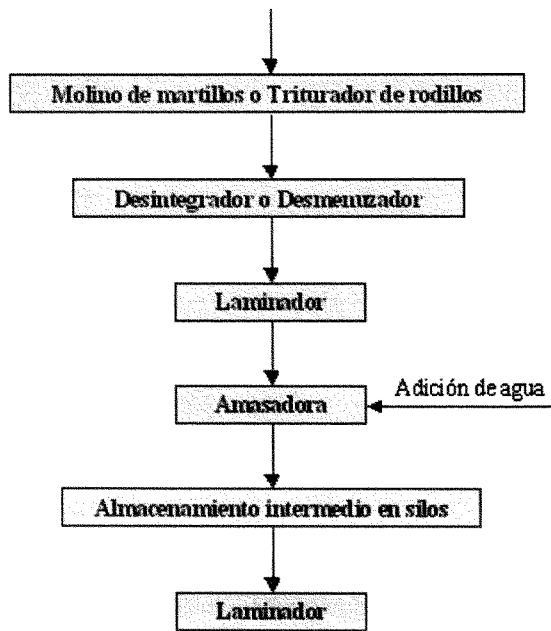 Molino de martillos o Triturador de rodillos
Desintegrador o Desmenuzador
Laminador
Adición de agua
Amasadora
Almacenamiento intermedio en silos
Laminador